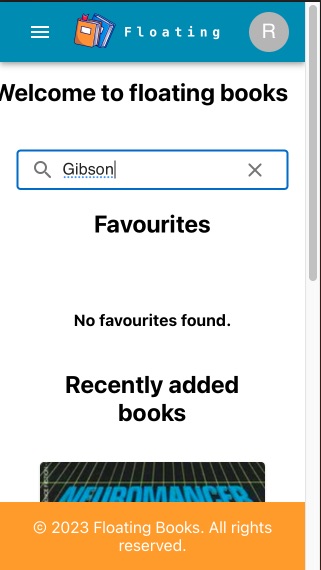 Floating
R
Welcome to floating books
Gibson
Favourites
No favourites found.
Recently added
books
NEUROMANCER
© 2023 Floating Books. All rights
reserved.